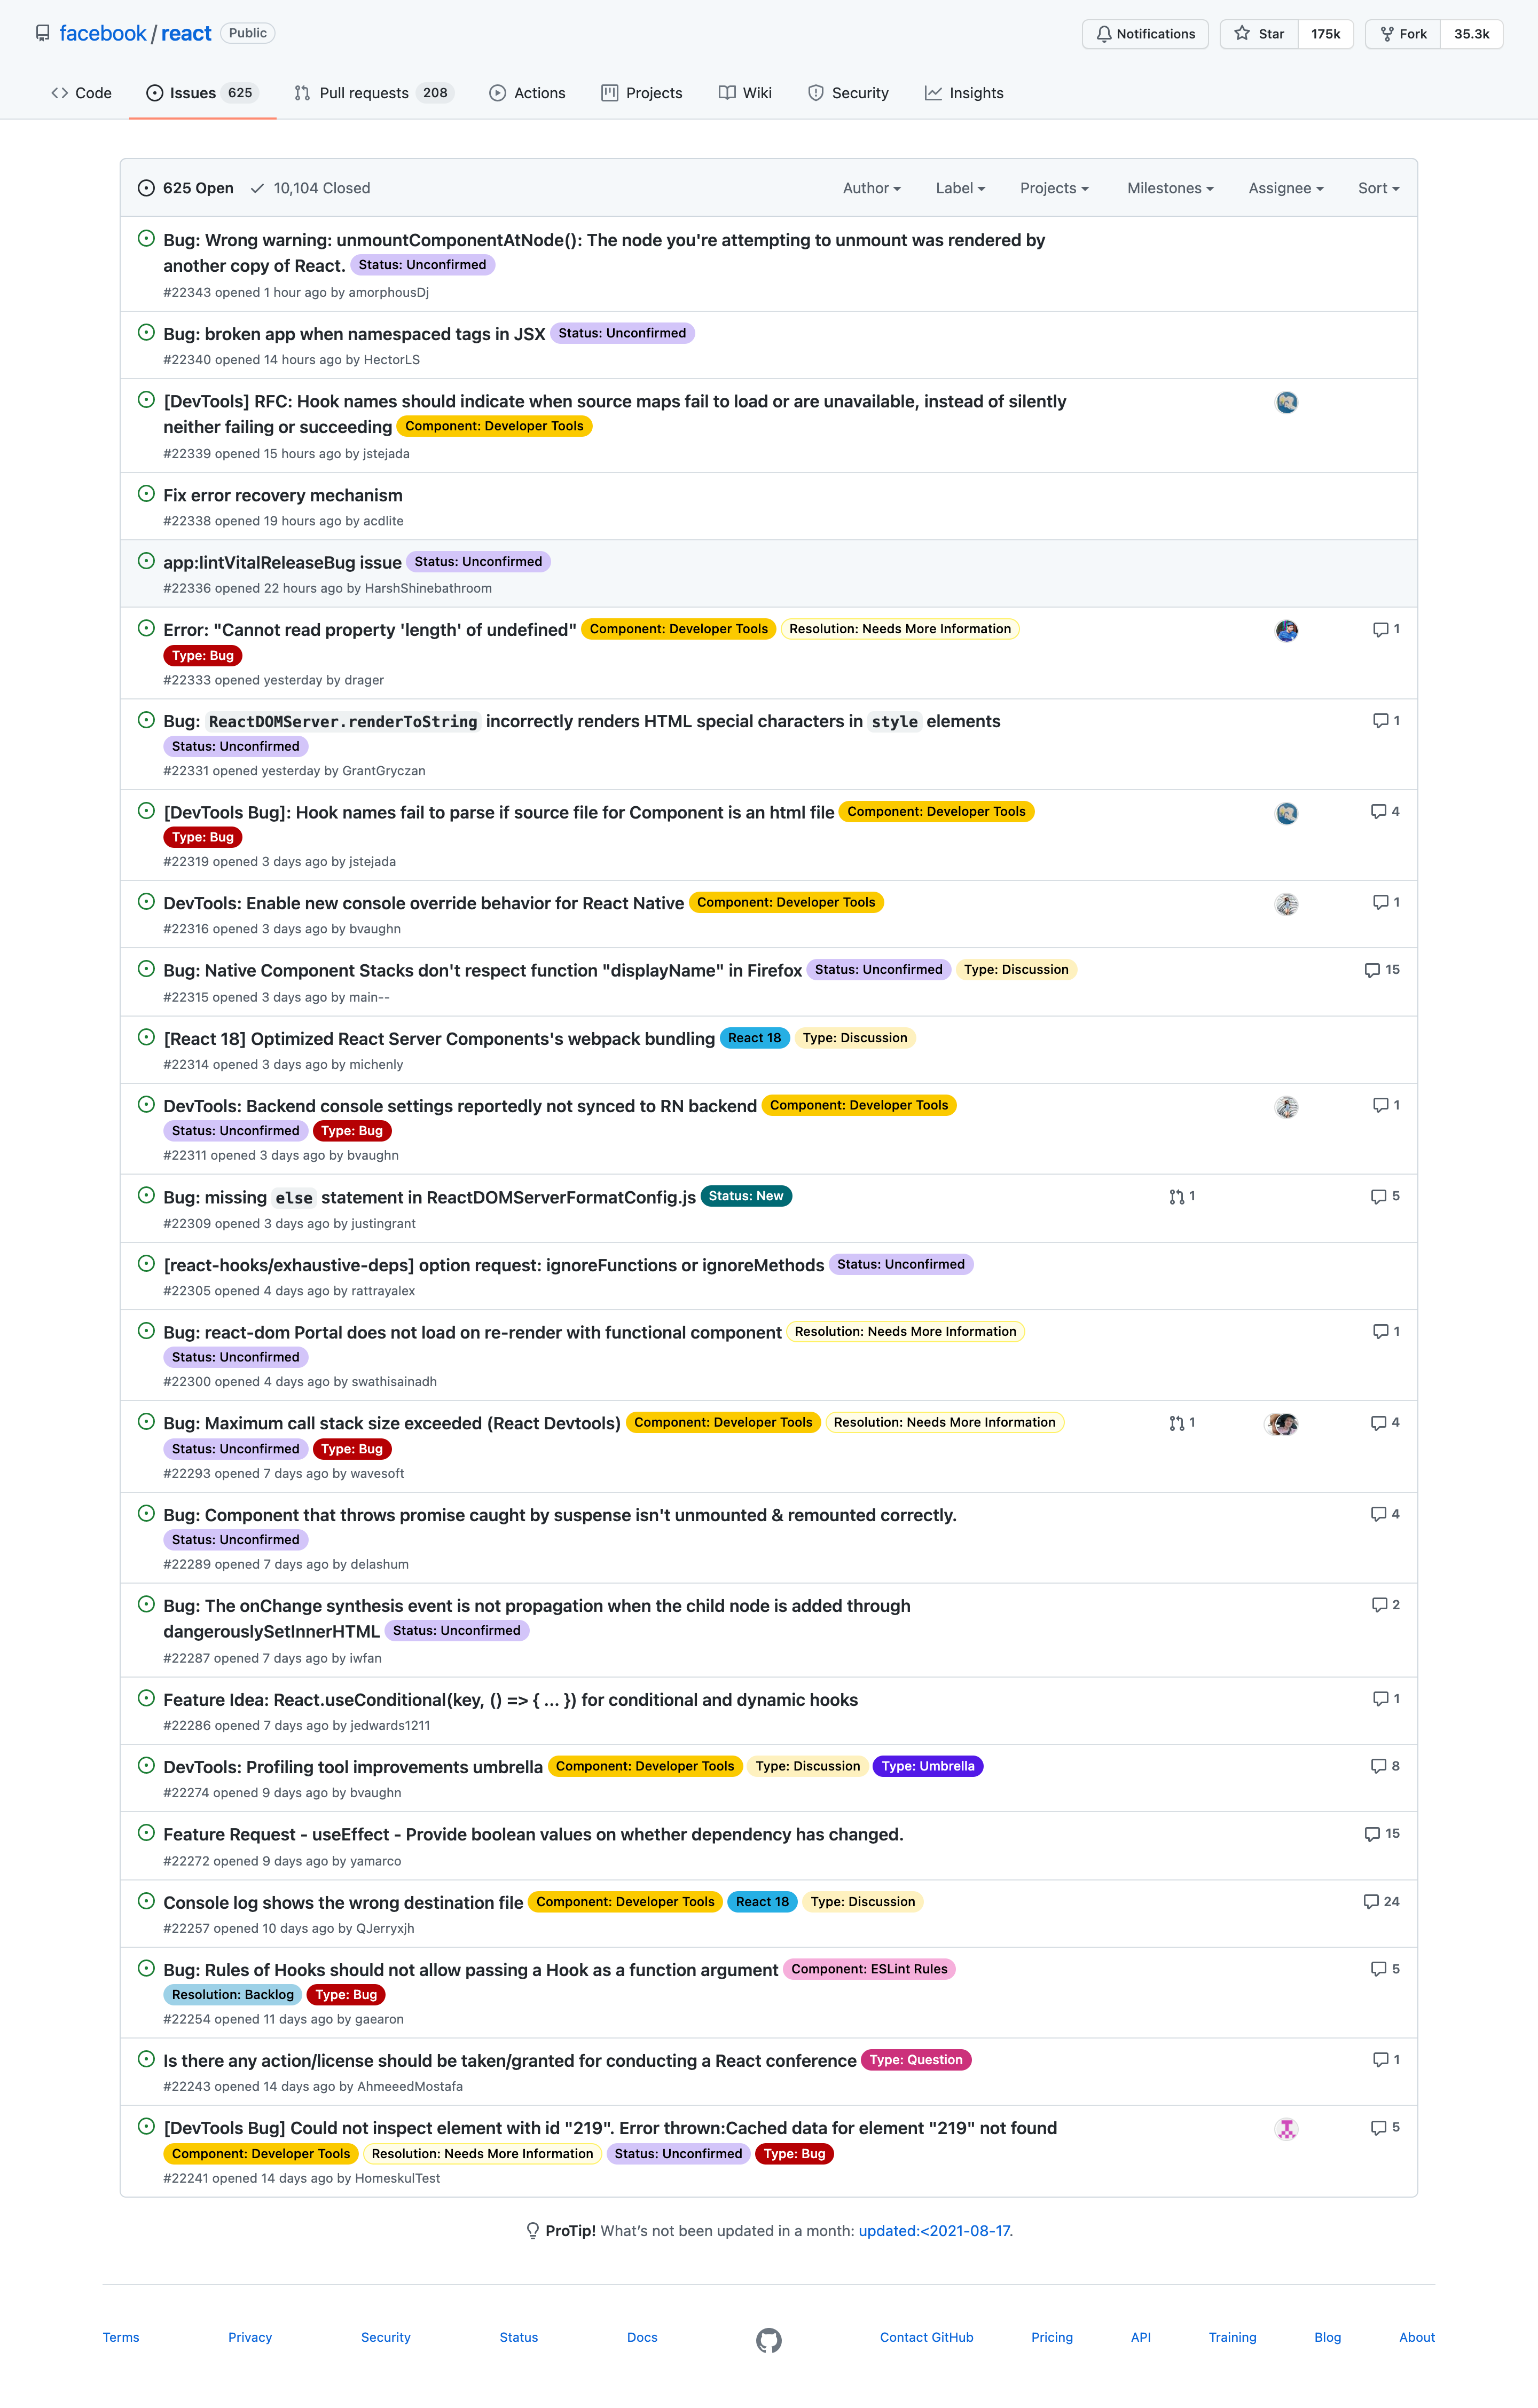 facebook / react Public
Notifications Star 175k Fork 35.3k
Code Issues 625 Pull requests 208 Actions Projects Wiki Security Insights
625 Open 10,104 Closed Author Label Projects Milestones Assignee Sort
Bug: Wrong warning: unmountComponentAtNode(): The node you're attempting to unmount was rendered by
another copy of React. Status: Unconfirmed
#22343 opened 1 hour ago by amorphousDj
Bug: broken app when namespaced tags in JSX Status: Unconfirmed
#22340 opened 14 hours ago by HectorLS
[DevTools] RFC: Hook names should indicate when source maps fail to load or are unavailable, instead of silently
neither failing or succeeding Component: Developer Tools
#22339 opened 15 hours ago by jstejada
Fix error recovery mechanism
#22338 opened 19 hours ago by acdlite
app:lintVitalReleaseBug issue Status: Unconfirmed
#22336 opened 22 hours ago by HarshShinebathroom
Error: "Cannot read property 'length' of undefined" Component: Developer Tools Resolution: Needs More Information 1
Type: Bug
#22333 opened yesterday by drager
Bug: ReactDOMServer.renderToString incorrectly renders HTML special characters in style elements 1
Status: Unconfirmed
#22331 opened yesterday by GrantGryczan
[DevTools Bug]: Hook names fail to parse if source file for Component is an html file Component: Developer Tools 4
Type: Bug
#22319 opened 3 days ago by jstejada
DevTools: Enable new console override behavior for React Native Component: Developer Tools 1
#22316 opened 3 days ago by bvaughn
Bug: Native Component Stacks don't respect function "displayName" in Firefox Status: Unconfirmed Type: Discussion 15
#22315 opened 3 days ago by main--
[React 18] Optimized React Server Components's webpack bundling React 18 Type: Discussion
#22314 opened 3 days ago by michenly
DevTools: Backend console settings reportedly not synced to RN backend Component: Developer Tools 1
Status: Unconfirmed Type: Bug
#22311 opened 3 days ago by bvaughn
Bug: missing else statement in ReactDOMServerFormatConfig.js Status: New 1 5
#22309 opened 3 days ago by justingrant
[react-hooks/exhaustive-deps] option request: ignoreFunctions or ignoreMethods Status: Unconfirmed
#22305 opened 4 days ago by rattrayalex
Bug: react-dom Portal does not load on re-render with functional component Resolution: Needs More Information 1
Status: Unconfirmed
#22300 opened 4 days ago by swathisainadh
Bug: Maximum call stack size exceeded (React Devtools) Component: Developer Tools Resolution: Needs More Information 1 4
Status: Unconfirmed Type: Bug
#22293 opened 7 days ago by wavesoft
Bug: Component that throws promise caught by suspense isn't unmounted & remounted correctly. 4
Status: Unconfirmed
#22289 opened 7 days ago by delashum
Bug: The onChange synthesis event is not propagation when the child node is added through 2
dangerouslySetInnerHTML Status: Unconfirmed
#22287 opened 7 days ago by iwfan
Feature Idea: React.useConditional(key, () => { ... }) for conditional and dynamic hooks 1
#22286 opened 7 days ago by jedwards1211
DevTools: Profiling tool improvements umbrella Component: Developer Tools Type: Discussion Type: Umbrella 8
#22274 opened 9 days ago by bvaughn
Feature Request - useEffect - Provide boolean values on whether dependency has changed. 15
#22272 opened 9 days ago by yamarco
Console log shows the wrong destination file Component: Developer Tools React 18 Type: Discussion 24
#22257 opened 10 days ago by QJerryxjh
Bug: Rules of Hooks should not allow passing a Hook as a function argument Component: ESLint Rules 5
Resolution: Backlog Type: Bug
#22254 opened 11 days ago by gaearon
Is there any action/license should be taken/granted for conducting a React conference Type: Question 1
#22243 opened 14 days ago by AhmeeedMostafa
[DevTools Bug] Could not inspect element with id "219". Error thrown:Cached data for element "219" not found 5
Component: Developer Tools Resolution: Needs More Information Status: Unconfirmed Type: Bug
#22241 opened 14 days ago by HomeskulTest
ProTip! What’s not been updated in a month: updated:<2021-08-17.
Terms Privacy Security Status Docs Contact GitHub Pricing API Training Blog About